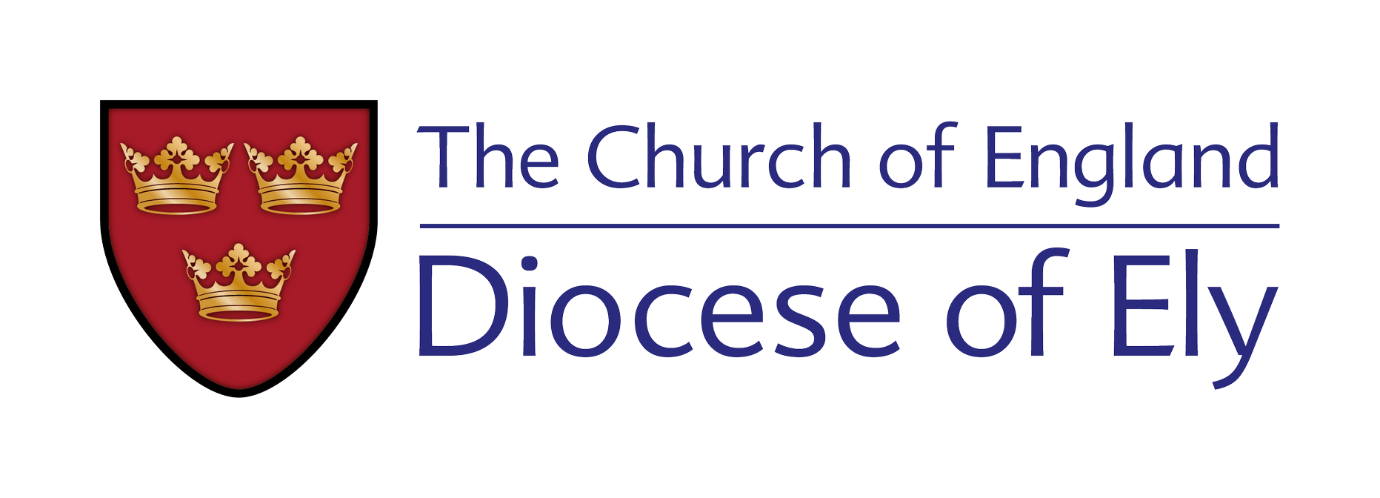 The Church of England
Diocese of Ely